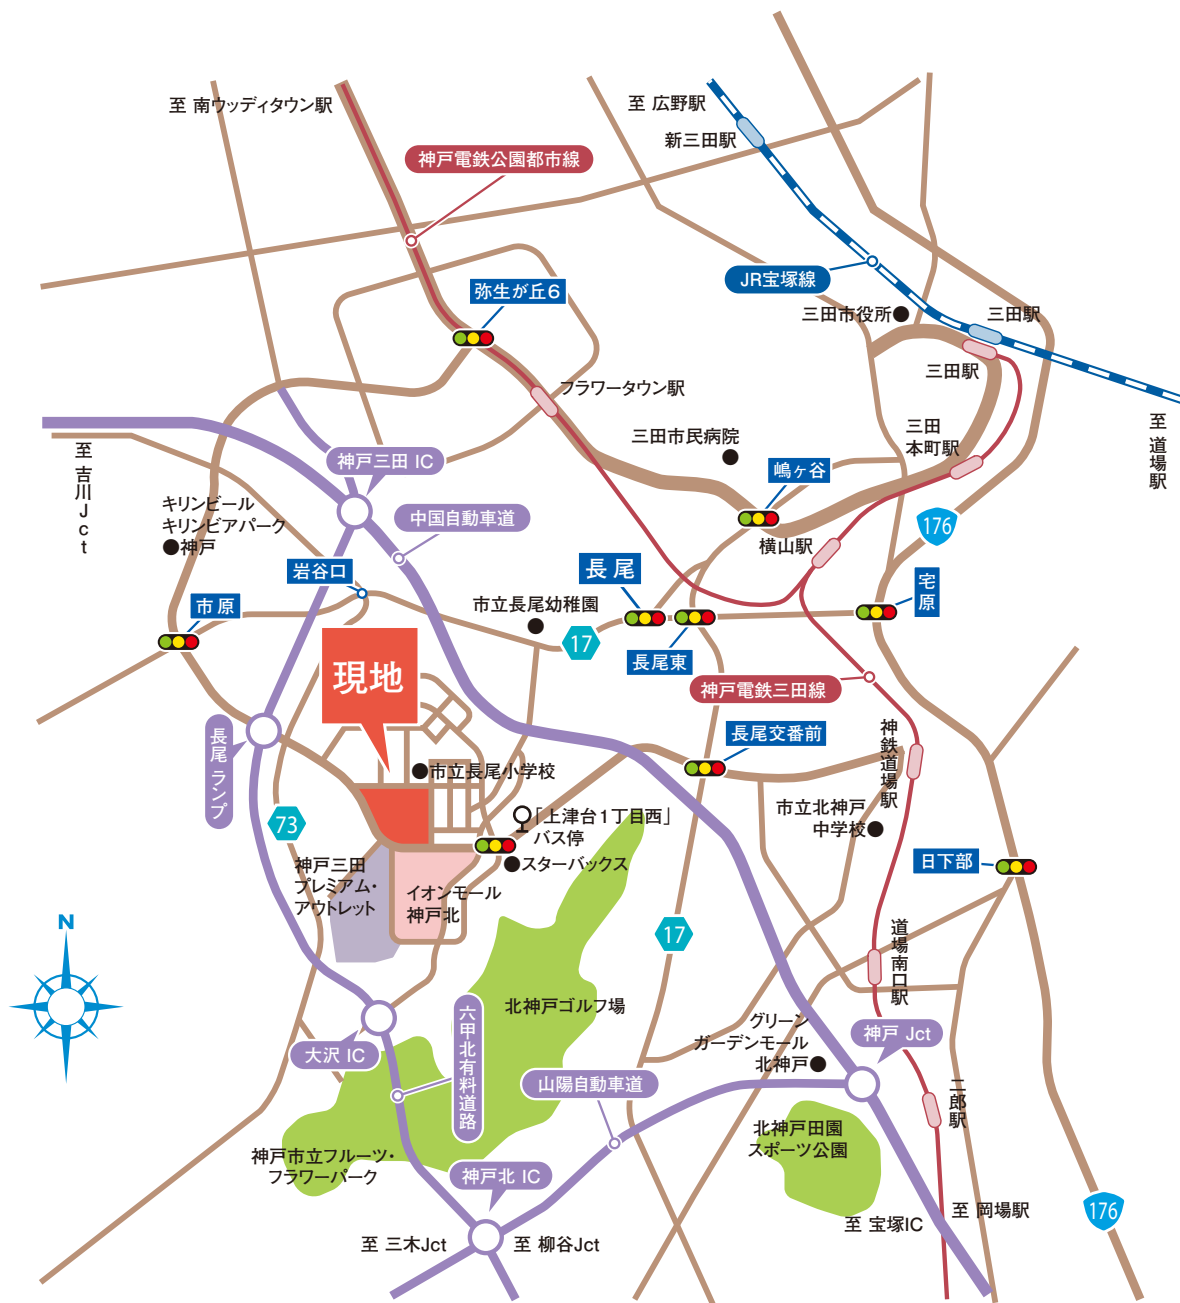 至 南ウッディタウン駅
至 広野駅
新三田駅
神戸電鉄公園都市線
JR宝塚線
弥生が丘6
三田市役所
三田駅
三田駅
フラワータウン駅
三田
本町駅
至 道場駅
三田市民病院
嶋ヶ谷
至 吉川Jct
神戸三田 IC
キリンビール
キリンビアパーク
神戸
中国自動車道
176
横山駅
岩谷口
長尾
宅原
市原
市立長尾幼稚園
17
長尾東
現地
神戸電鉄三田線
長尾ランプ
長尾交番前
神鉄道場駅
市立長尾小学校
73
「上津台1丁目西」
バス停
市立北神戸
中学校
スターバックス
日下部
神戸三田
プレミアム・
アウトレット
イオンモール
神戸北
N
17
道場南口駅
北神戸ゴルフ場
六甲北有料道路
グリーン
ガーデンモール
北神戸
神戸 Jct
大沢 IC
山陽自動車道
二郎駅
北神戸田園
スポーツ公園
神戸市立フルーツ・
フラワーパーク
神戸北 IC
至 岡場駅
176
至 宝塚IC
至 三木Jct
至 柳谷Jct